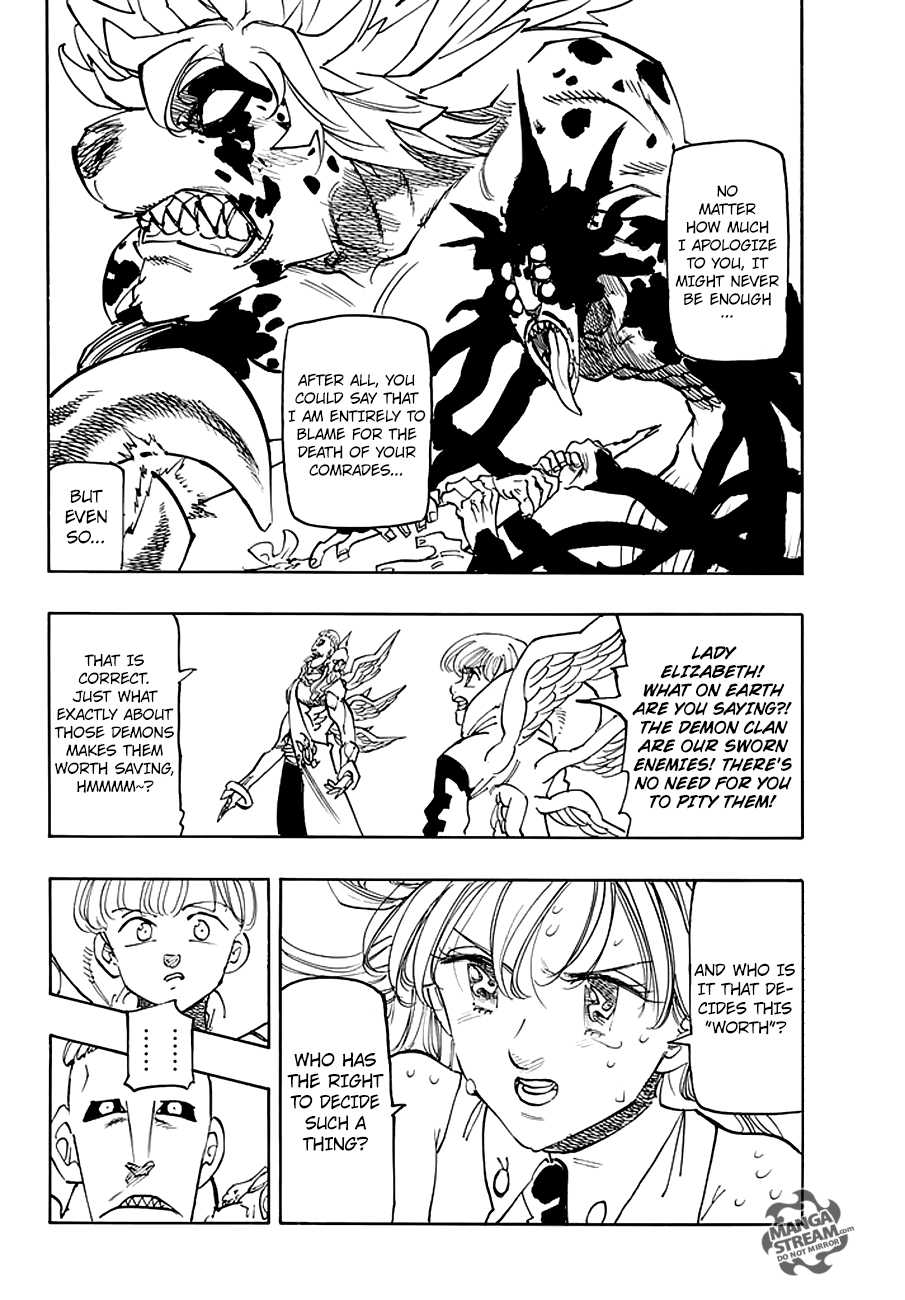 NO
MATTER
HOW MUCH
I APOLOGIZE
TO YOU, IT
MIGHT NEVER
BE ENOUGH
...
AFTER ALL, YOU
COULD SAY THAT
I AM ENTIRELY TO
BLAME FOR THE
DEATH OF YOUR
COMRADES...
BUT
EVEN
SO...
LADY
ELIZABETH!
WHAT ON EARTH
ARE YOU SAYING?!
THE DEMON CLAN
ARE OUR SWORN
ENEMIES! THERE'S
NO NEED FOR YOU
TO PITY THEM!
THAT IS
CORRECT.
JUST WHAT
EXACTLY ABOUT
THOSE DEMONS
MAKES THEM
WORTH SAVING,
HMMMM~?
AND WHO IS
IT THAT DE-
CIDES THIS
"WORTH"?
WHO HAS
THE RIGHT
TO DECIDE
SUCH A
THING?
......
......
MANGA
STREAM.com
DO NOT MIRROR